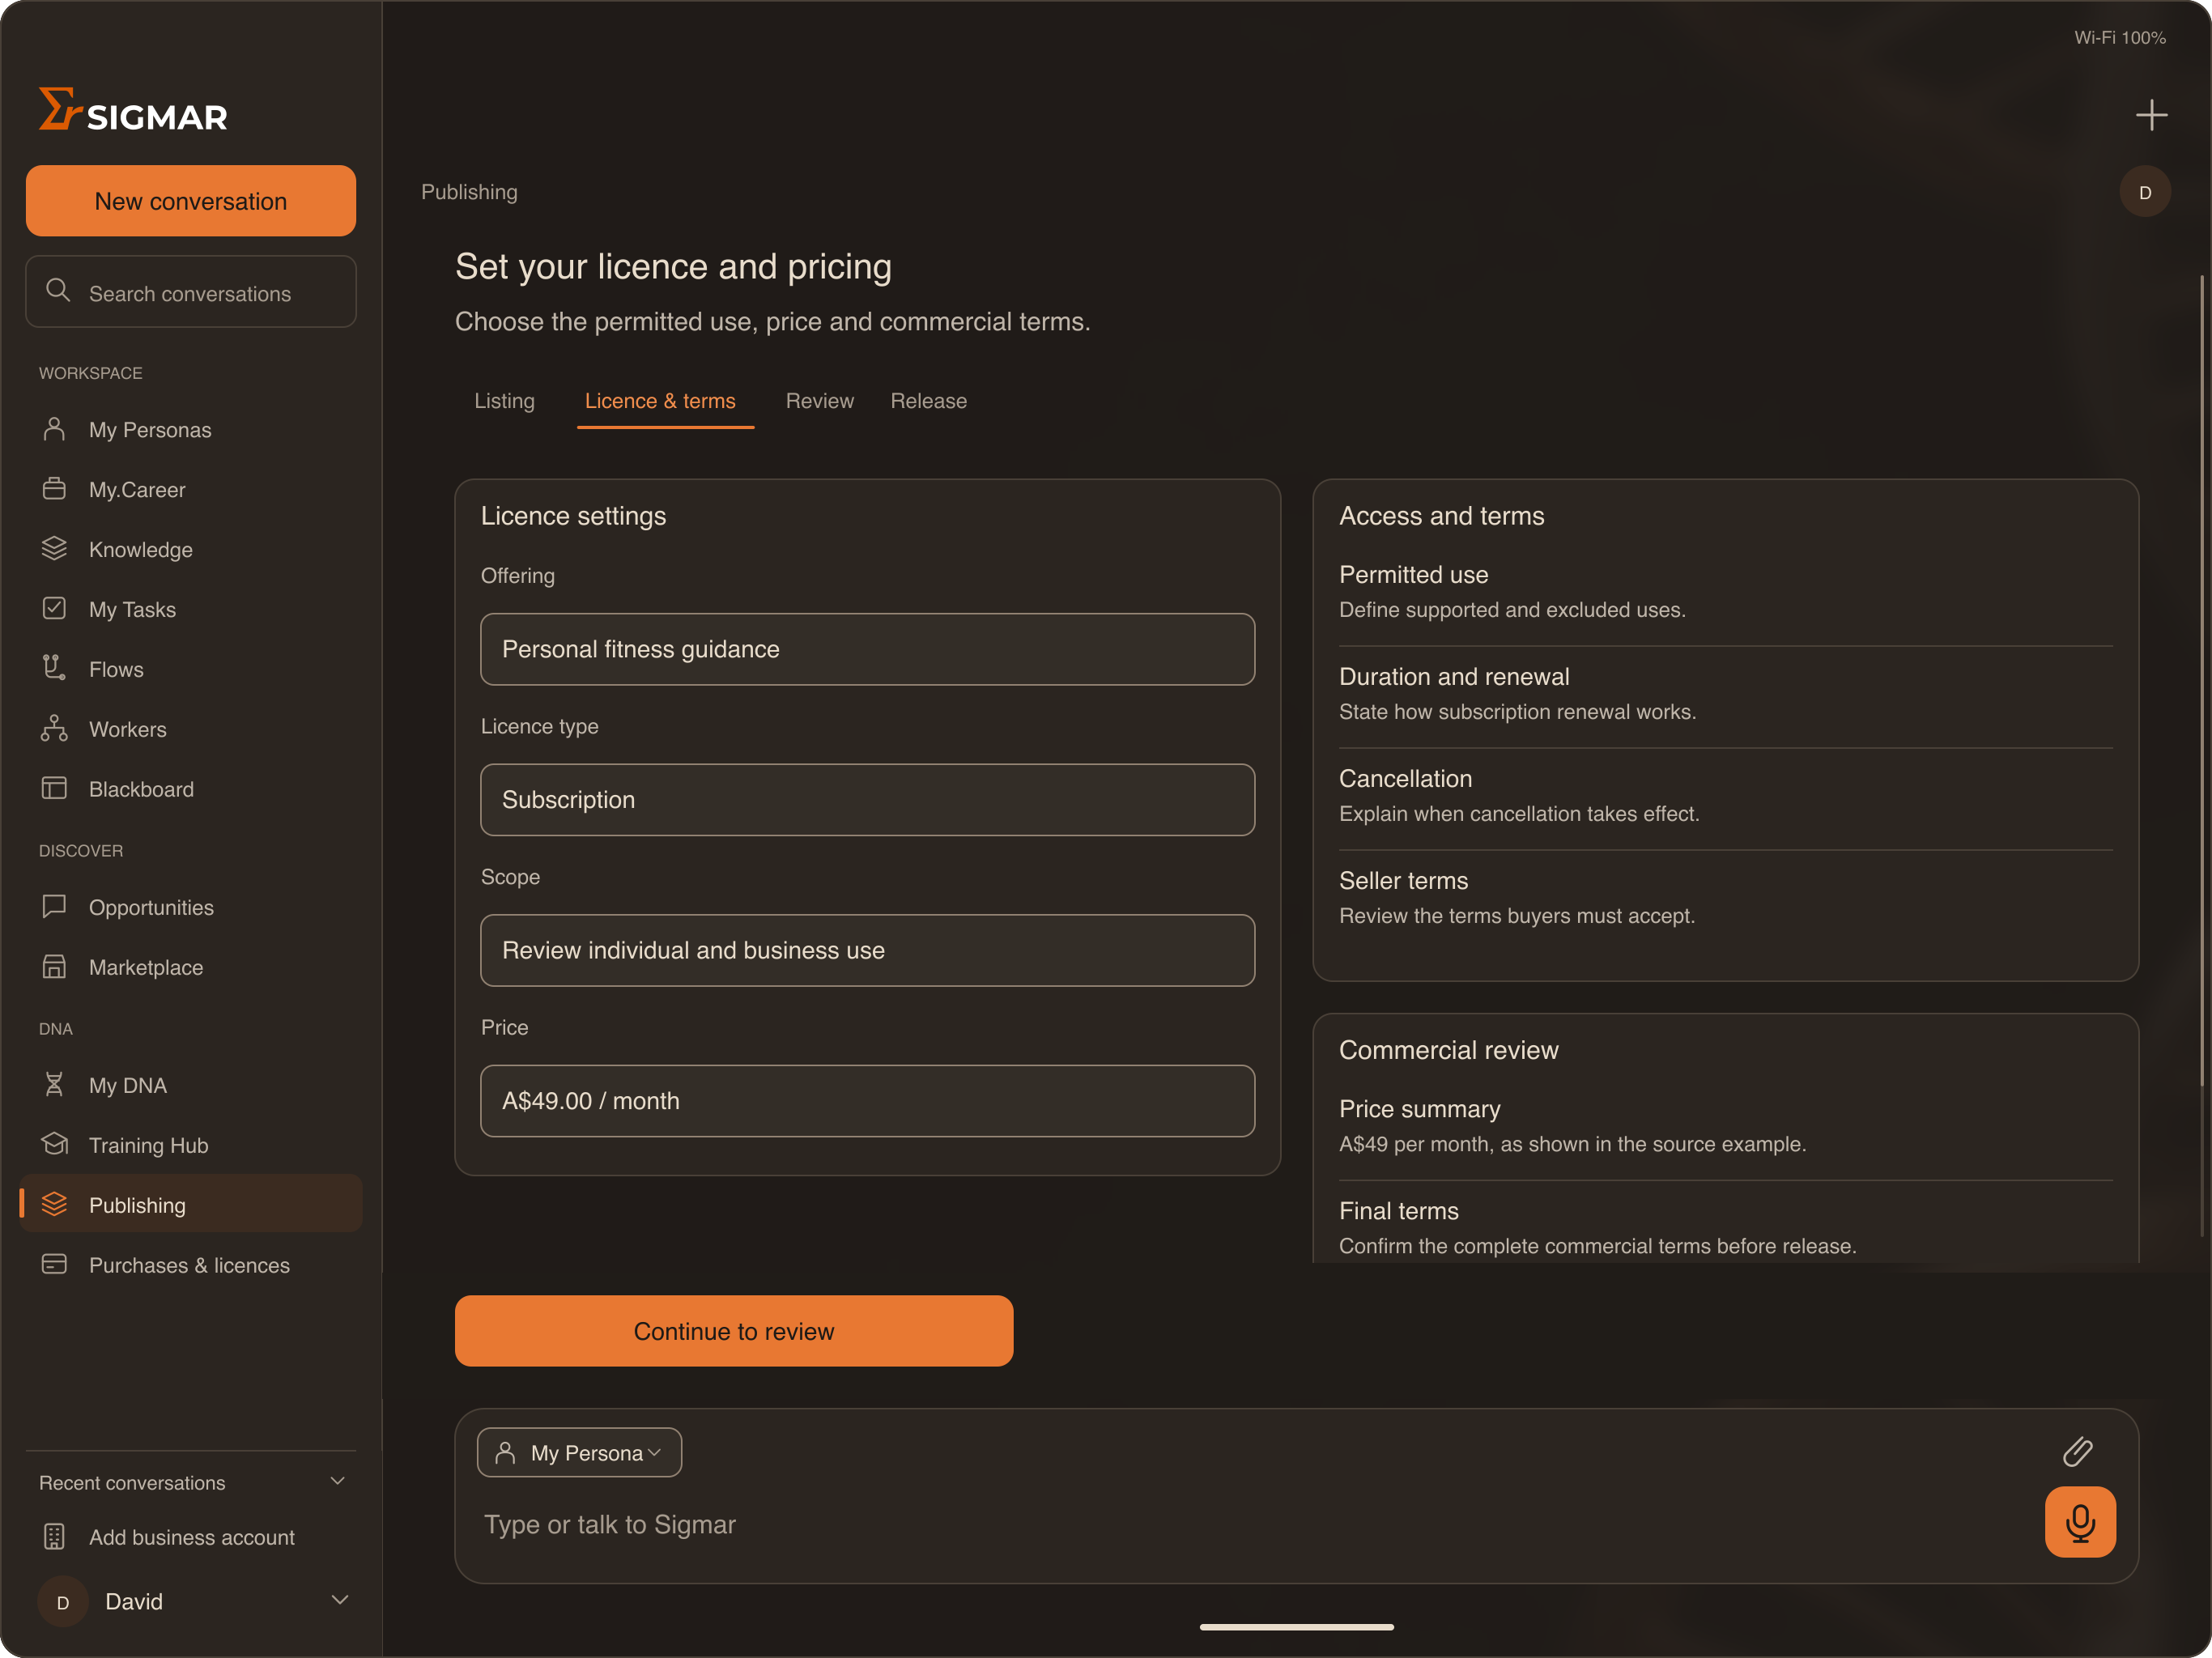 Wi-Fi 100%
Σr SIGMAR
New conversation
Search conversations
WORKSPACE
My Personas
My.Career
Knowledge
My Tasks
Flows
Workers
Blackboard
DISCOVER
Opportunities
Marketplace
DNA
My DNA
Training Hub
Publishing
Purchases & licences
Recent conversations
Add business account
D
David
Publishing
D
Set your licence and pricing
Choose the permitted use, price and commercial terms.
Listing
Licence & terms
Review
Release
Licence settings
Offering
Personal fitness guidance
Licence type
Subscription
Scope
Review individual and business use
Price
A$49.00 / month
Access and terms
Permitted use
Define supported and excluded uses.
Duration and renewal
State how subscription renewal works.
Cancellation
Explain when cancellation takes effect.
Seller terms
Review the terms buyers must accept.
Commercial review
Price summary
A$49 per month, as shown in the source example.
Final terms
Confirm the complete commercial terms before release.
Continue to review
My Persona
Type or talk to Sigmar